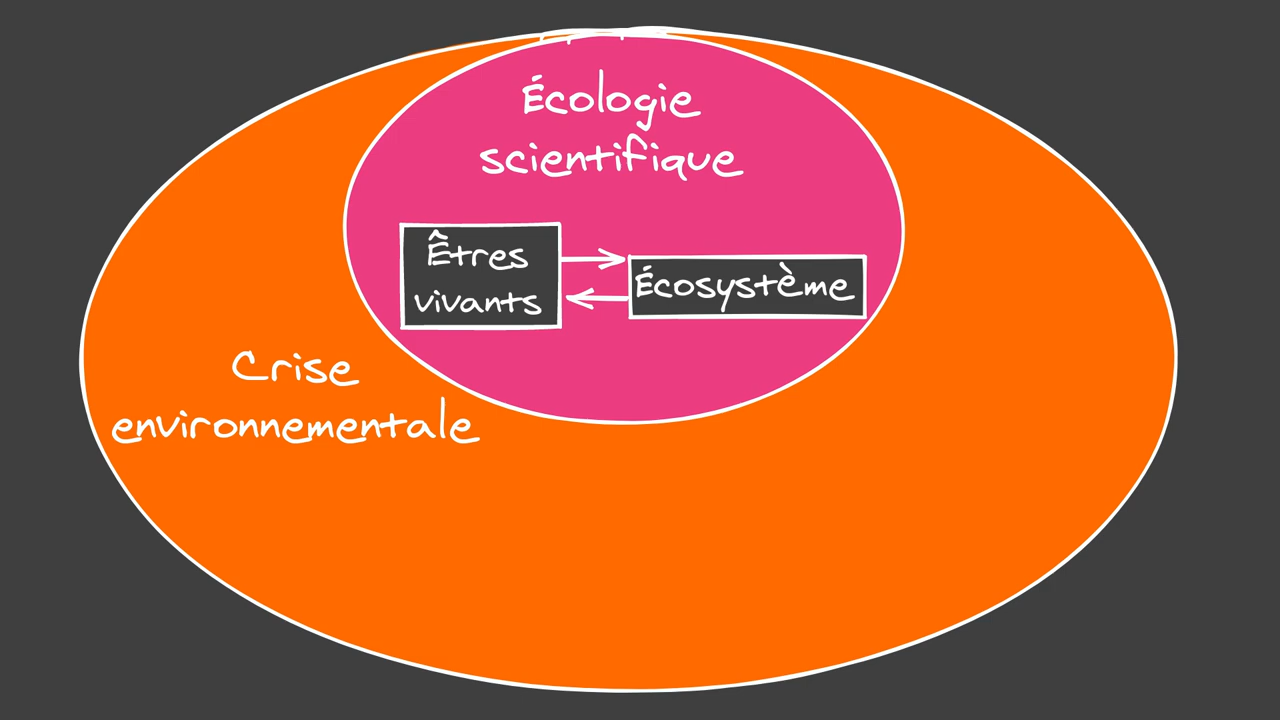 Écologie
scientifique
Êtres
vivants
Écosystème
Crise
environnementale